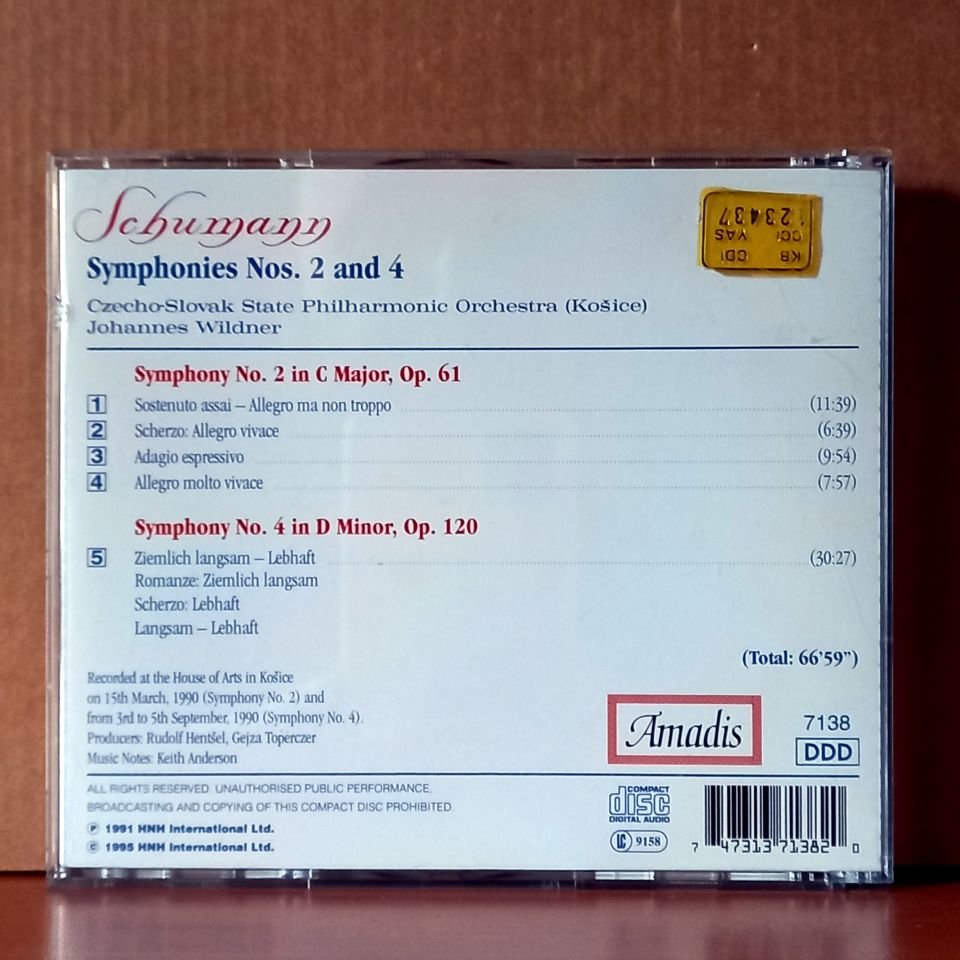 Schumann
Symphonies Nos. 2 and 4
Czecho-Slovak State Philharmonic Orchestra (Košice)
Johannes Wildner
KB CDI
CCI VAS
123437
Symphony No. 2 in C Major, Op. 61
1 Sostenuto assai – Allegro ma non troppo (11:39)
2 Scherzo: Allegro vivace (6:39)
3 Adagio espressivo (9:54)
4 Allegro molto vivace (7:57)
Symphony No. 4 in D Minor, Op. 120
5 Ziemlich langsam – Lebhaft (30:27)
Romanze: Ziemlich langsam
Scherzo: Lebhaft
Langsam – Lebhaft
(Total: 66'59")
Recorded at the House of Arts in Košice
on 15th March, 1990 (Symphony No. 2) and
from 3rd to 5th September, 1990 (Symphony No. 4).
Producers: Rudolf Hentšel, Gejza Toperczer
Music Notes: Keith Anderson
Amadis
7138
DDD
ALL RIGHTS RESERVED. UNAUTHORISED PUBLIC PERFORMANCE,
BROADCASTING AND COPYING OF THIS COMPACT DISC PROHIBITED.
℗ 1991 HNH International Ltd.
© 1995 HNH International Ltd.
COMPACT
disc
DIGITAL AUDIO
LC 9158
7 47313 71382 0